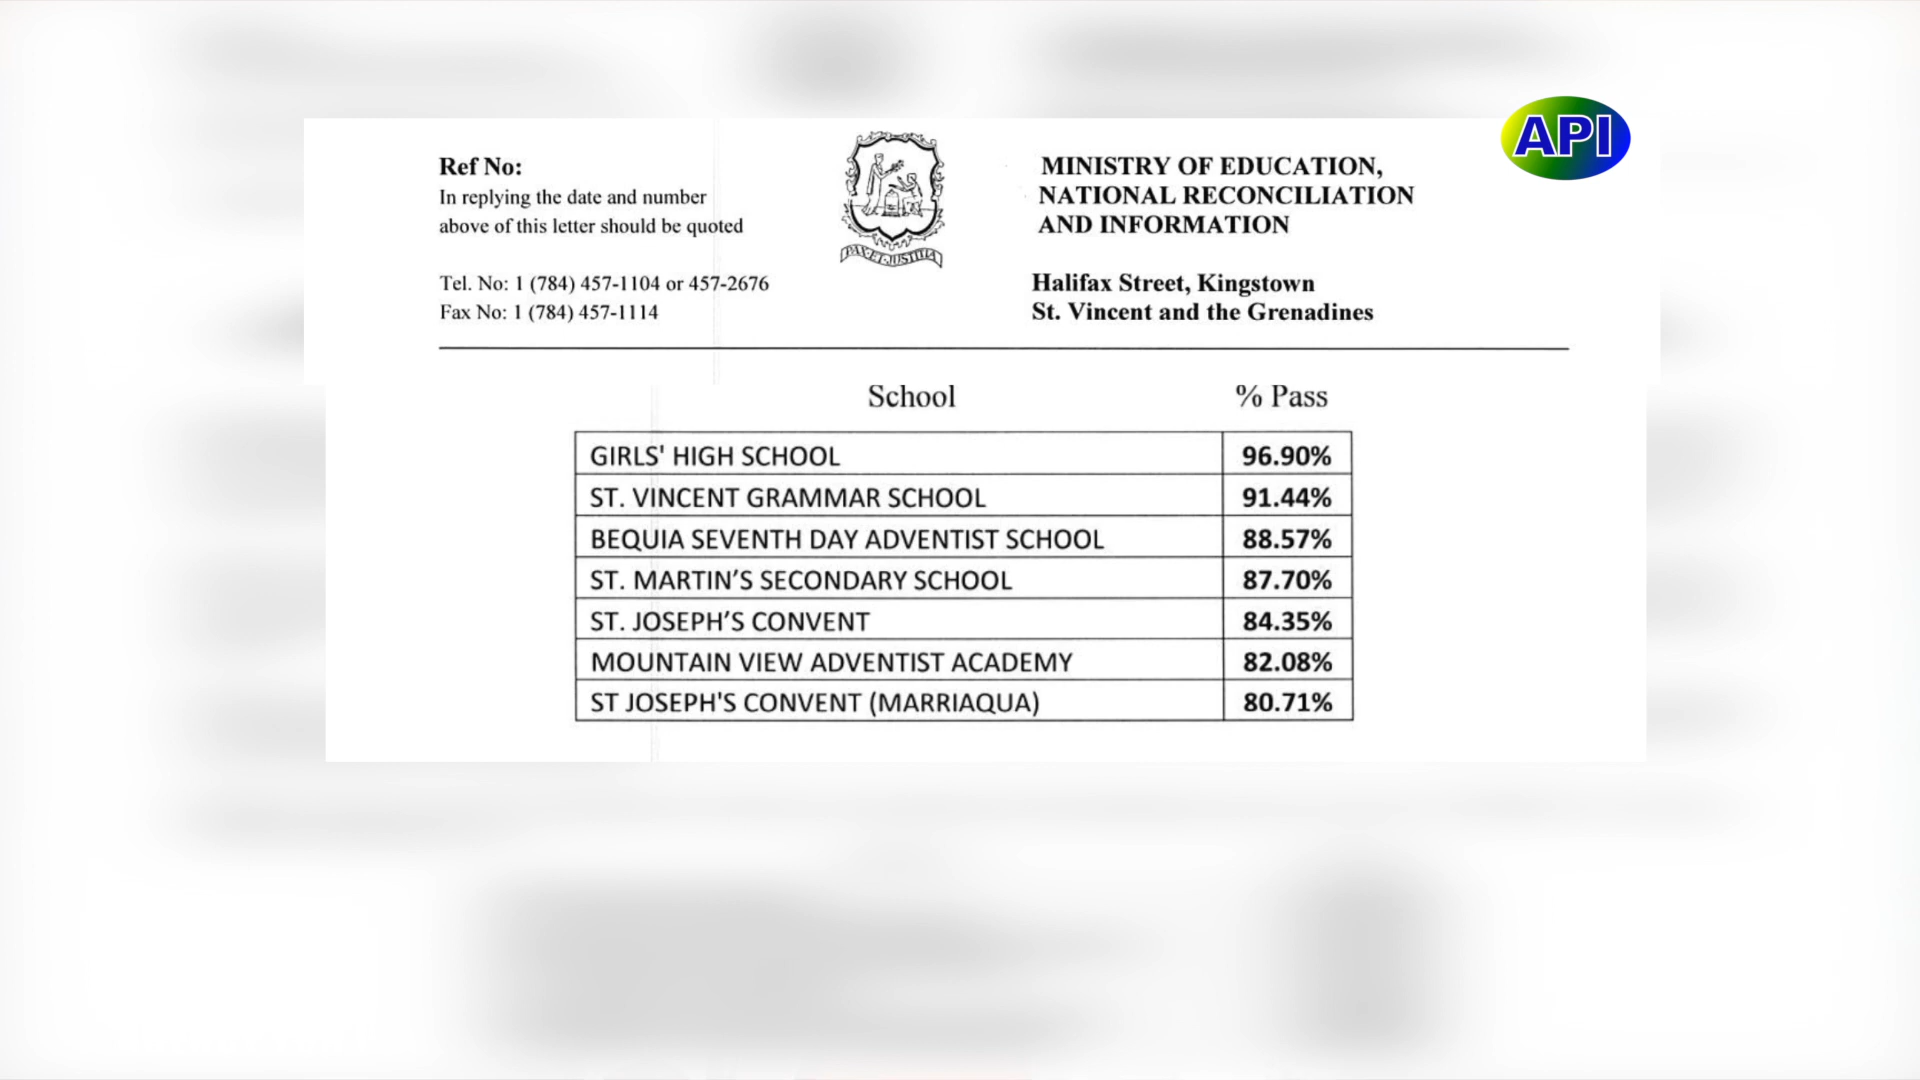 API
Ref No:
In replying the date and number
above of this letter should be quoted
Tel. No: 1 (784) 457-1104 or 457-2676
Fax No: 1 (784) 457-1114
PAX ET JUSTITIA
MINISTRY OF EDUCATION,
NATIONAL RECONCILIATION
AND INFORMATION
Halifax Street, Kingstown
St. Vincent and the Grenadines
School % Pass
GIRLS' HIGH SCHOOL 96.90%
ST. VINCENT GRAMMAR SCHOOL 91.44%
BEQUIA SEVENTH DAY ADVENTIST SCHOOL 88.57%
ST. MARTIN’S SECONDARY SCHOOL 87.70%
ST. JOSEPH’S CONVENT 84.35%
MOUNTAIN VIEW ADVENTIST ACADEMY 82.08%
ST JOSEPH'S CONVENT (MARRIAQUA) 80.71%